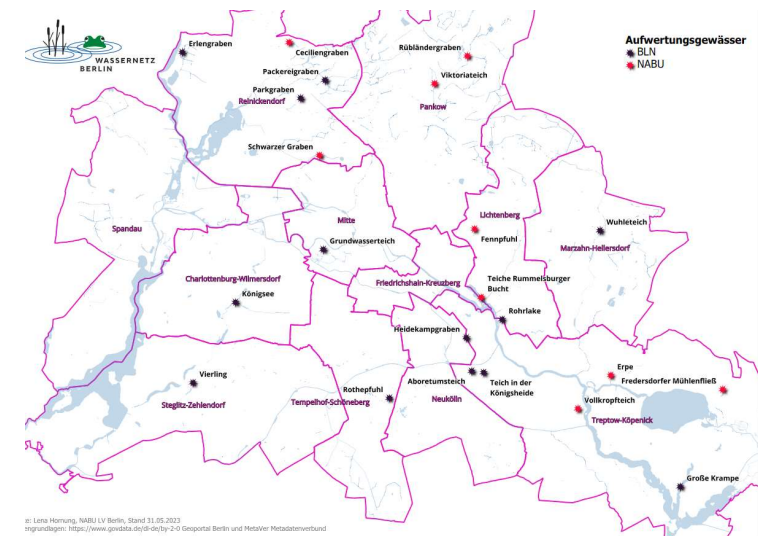 WASSERNETZ
BERLIN
Aufwertungsgewässer
BLN
NABU
Erlengraben
Ceciliengraben
Packereigraben
Parkgraben
Reinickendorf
Schwarzer Graben
Rübländergraben
Viktoriateich
Pankow
Spandau
Mitte
Grundwasserteich
Lichtenberg
Fennpfuhl
Wuhleteich
Marzahn-Hellersdorf
Charlottenburg-Wilmersdorf
Königsee
Friedrichshain-Kreuzberg
Teiche Rummelsburger
Bucht
Rohrlake
Heidekampgraben
Vierling
Steglitz-Zehlendorf
Rothepfuhl
Tempelhof-Schöneberg
Aboretumsteich
Neukölln
Teich in der
Königsheide
Erpe
Fredersdorfer Mühlenfließ
Vollkropfteich
Treptow-Köpenick
Große Krampe
e: Lena Hornung, NABU LV Berlin, Stand 31.05.2023
engrundlagen: https://www.govdata.de/dl-de/by-2-0 Geoportal Berlin und MetaVer Metadatenverbund